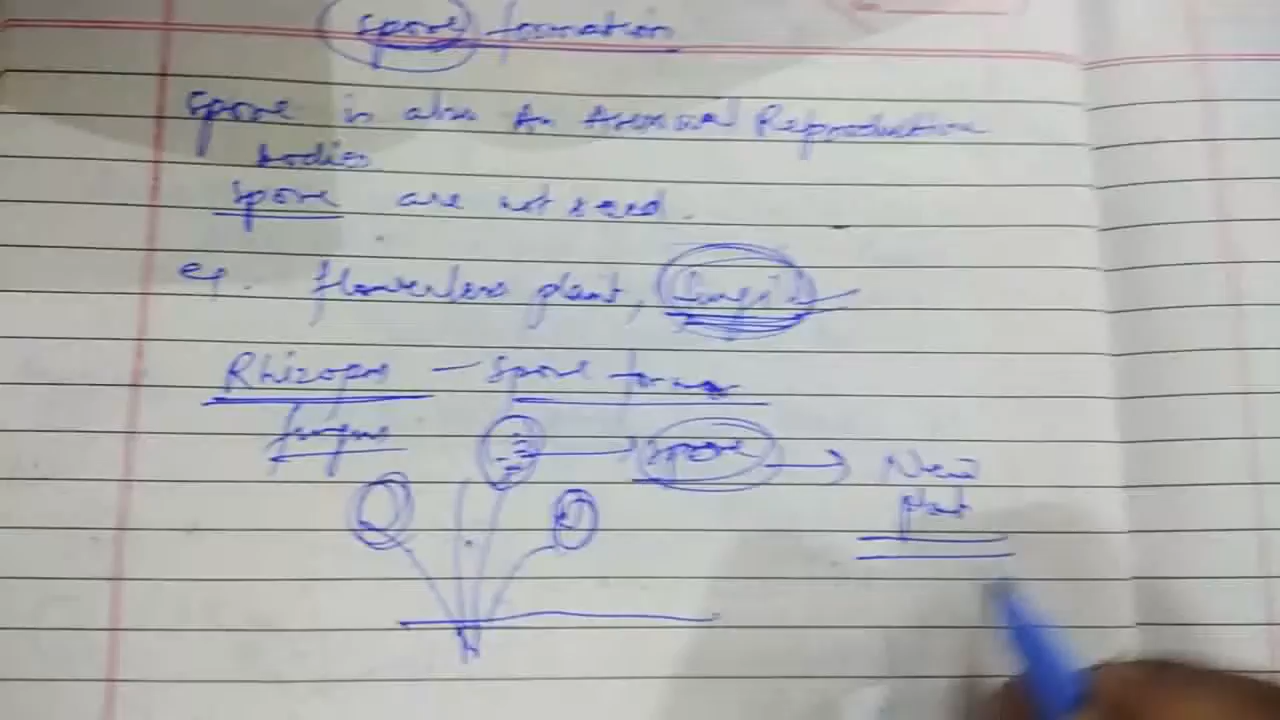 Spore formation
Spore is also An Asexual Reproduction
bodies
Spore are not seed.
eg. flowerless plant, fungi
Rhizopus — Spore former
fungus
spore
New
plant